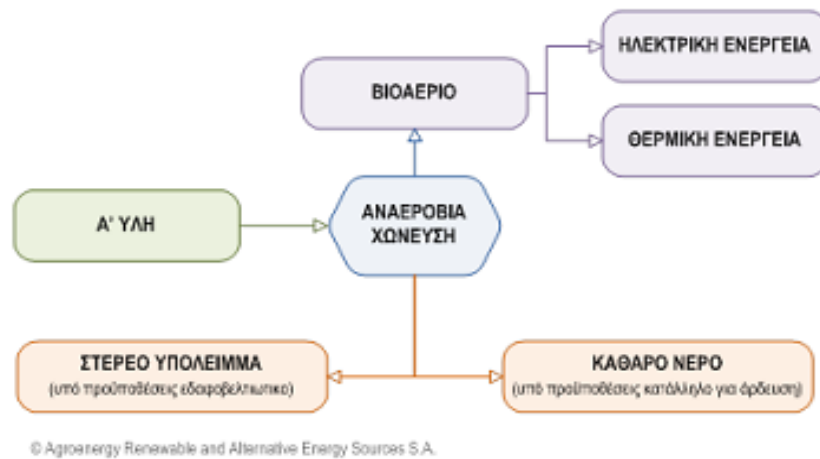 ΗΛΕΚΤΡΙΚΗ ΕΝΕΡΓΕΙΑ
ΒΙΟΑΕΡΙΟ
ΘΕΡΜΙΚΗ ΕΝΕΡΓΕΙΑ
Α' ΥΛΗ
ΑΝΑΕΡΟΒΙΑ
ΧΩΝΕΥΣΗ
ΣΤΕΡΕΟ ΥΠΟΛΕΙΜΜΑ
(υπό προϋποθέσεις εδαφοβελτιωτικο)
ΚΑΘΑΡΟ ΝΕΡΟ
(υπό προϋποθέσεις κατάλληλο για άρδευση)
© Agroenergy Renewable and Alternative Energy Sources S.A.